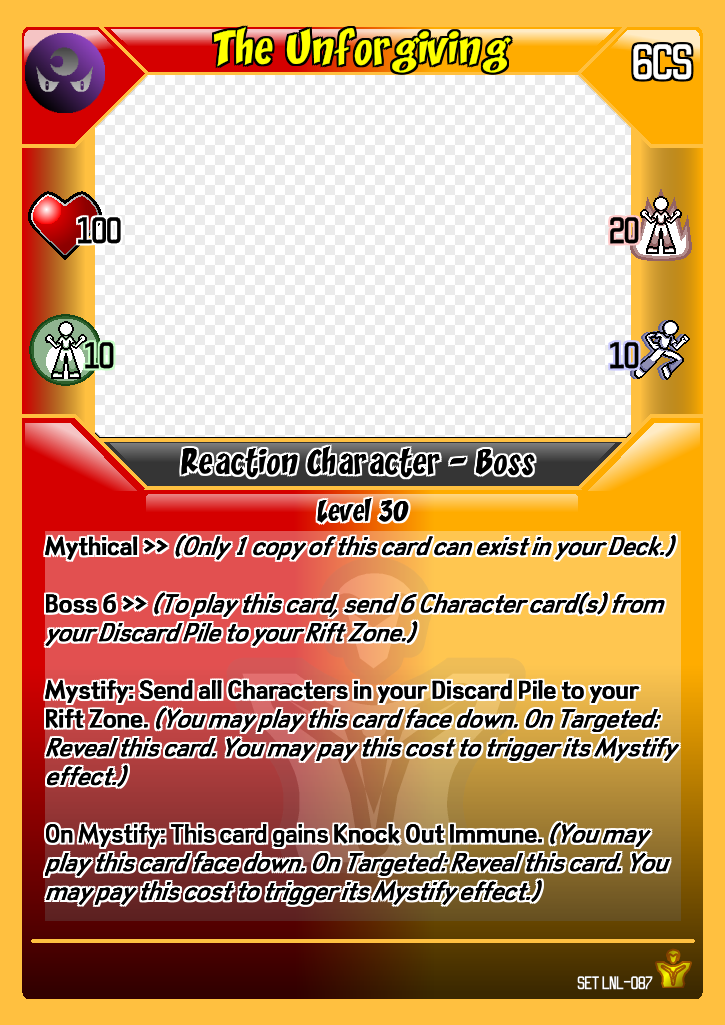 The Unforgiving
6CS
100
20
10
10
Reaction Character - Boss
Level 30
Mythical >> (Only 1 copy of this card can exist in your Deck.)
Boss 6 >> (To play this card, send 6 Character card(s) from
your Discard Pile to your Rift Zone.)
Mystify: Send all Characters in your Discard Pile to your
Rift Zone. (You may play this card face down. On Targeted:
Reveal this card. You may pay this cost to trigger its Mystify
effect.)
On Mystify: This card gains Knock Out Immune. (You may
play this card face down. On Targeted: Reveal this card. You
may pay this cost to trigger its Mystify effect.)
SET LNL-087